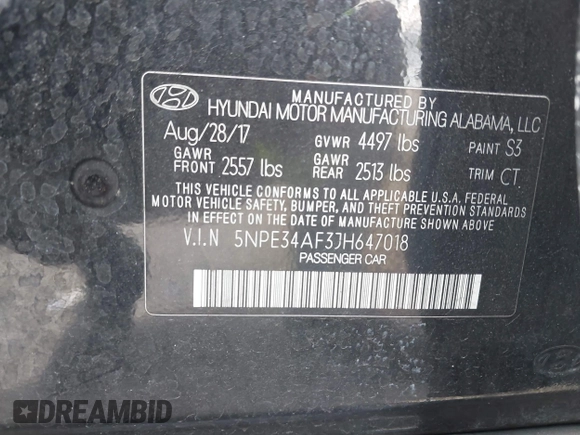 MANUFACTURED BY
HYUNDAI MOTOR MANUFACTURING ALABAMA, LLC
Aug/28/17 GVWR 4497 lbs PAINT S3
GAWR FRONT 2557 lbs GAWR REAR 2513 lbs TRIM CT
THIS VEHICLE CONFORMS TO ALL APPLICABLE U.S.A. FEDERAL
MOTOR VEHICLE SAFETY, BUMPER, AND THEFT PREVENTION STANDARDS
IN EFFECT ON THE DATE OF MANUFACTURE SHOWN ABOVE.
V.I.N 5NPE34AF3JH647018
PASSENGER CAR
DREAMBID